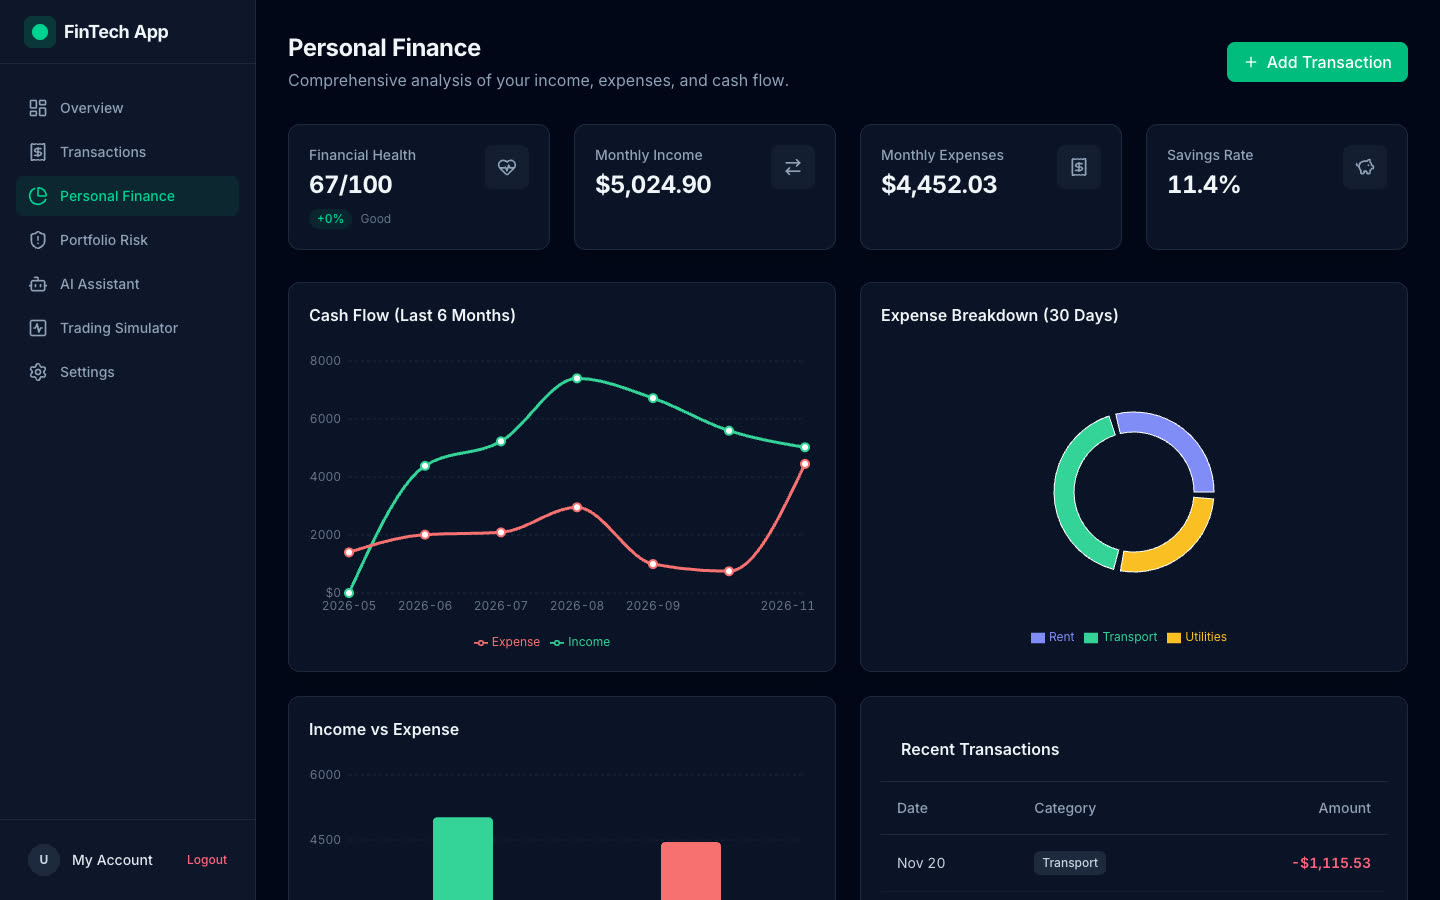 FinTech App
Overview
Transactions
Personal Finance
Portfolio Risk
AI Assistant
Trading Simulator
Settings
U
My Account
Logout
Personal Finance
Comprehensive analysis of your income, expenses, and cash flow.
+ Add Transaction
Financial Health
67/100
+0% Good
Monthly Income
$5,024.90
Monthly Expenses
$4,452.03
Savings Rate
11.4%
Cash Flow (Last 6 Months)
8000
6000
4000
2000
$0
2026-05 2026-06 2026-07 2026-08 2026-09 2026-11
Expense Income
Expense Breakdown (30 Days)
Rent Transport Utilities
Income vs Expense
6000
4500
Recent Transactions
Date Category Amount
Nov 20 Transport -$1,115.53